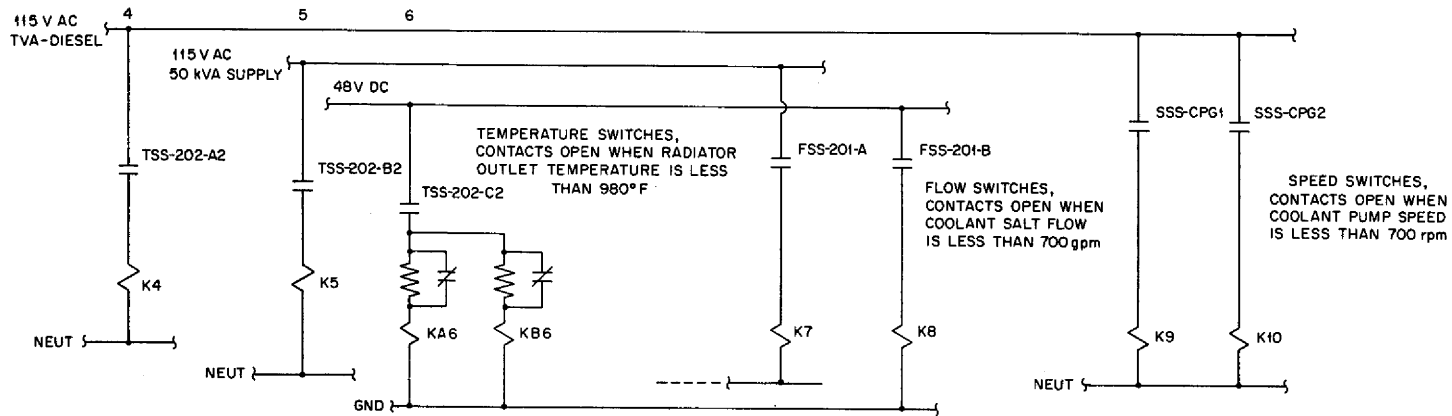 115 V AC
TVA-DIESEL
4
5
6
115 V AC
50 kVA SUPPLY
48V DC
TSS-202-A2
TSS-202-B2
TSS-202-C2
TEMPERATURE SWITCHES,
CONTACTS OPEN WHEN RADIATOR
OUTLET TEMPERATURE IS LESS
THAN 980°F
FSS-201-A
FSS-201-B
FLOW SWITCHES,
CONTACTS OPEN WHEN
COOLANT SALT FLOW
IS LESS THAN 700 gpm
SSS-CPG1
SSS-CPG2
SPEED SWITCHES,
CONTACTS OPEN WHEN
COOLANT PUMP SPEED
IS LESS THAN 700 rpm
K4
K5
KA6
KB6
K7
K8
K9
K10
NEUT
NEUT
GND
NEUT